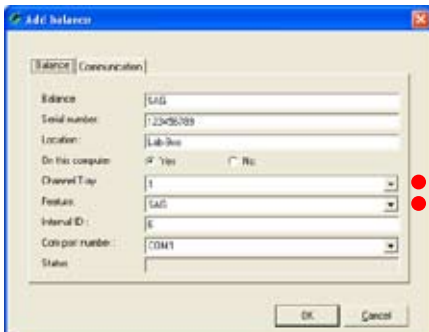 Add balance
Balance Communication
Balance SAG
Serial number: 123456789
Location: Lab
On this computer Yes No
Channel Tray 1
Feature: SAG
Internal ID : 6
Com port number : COM1
Status
OK Cancel